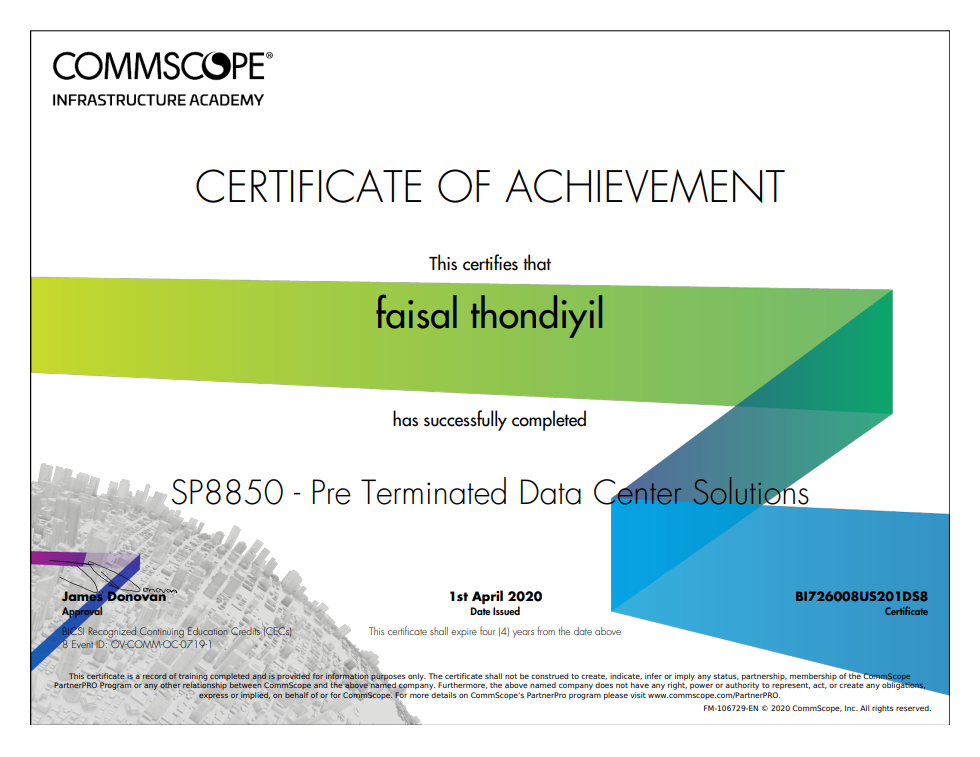 COMMSCOPE®
INFRASTRUCTURE ACADEMY
CERTIFICATE OF ACHIEVEMENT
This certifies that
faisal thondiyil
has successfully completed
SP8850 - Pre Terminated Data Center Solutions
Donovan
James Donovan
Approval
1st April 2020
Date Issued
BI726008US201DS8
Certificate
BICSI Recognized Continuing Education Credits (CECs)
8 Event ID: OV-COMM-OC-0719-1
This certificate shall expire four (4) years from the date above
This certificate is a record of training completed and is provided for information purposes only. The certificate shall not be construed to create, indicate, infer or imply any status, partnership, membership of the CommScope
PartnerPRO Program or any other relationship between CommScope and the above named company. Furthermore, the above named company does not have any right, power or authority to represent, act, or create any obligations,
express or implied, on behalf of or for CommScope. For more details on CommScope's PartnerPro program please visit www.commscope.com/PartnerPRO.
FM-106729-EN © 2020 CommScope, Inc. All rights reserved.